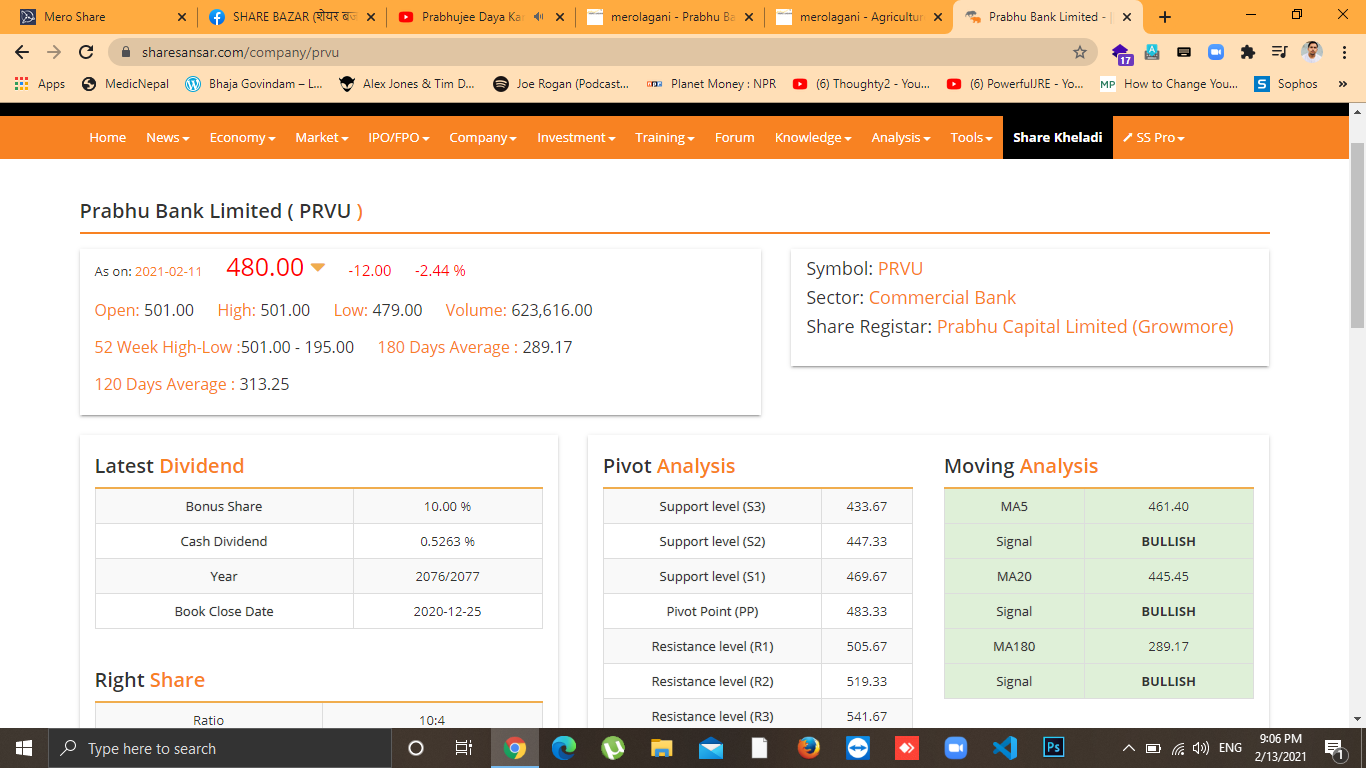 Mero Share
SHARE BAZAR (शेयर बज
Prabhujee Daya Kar
merolagani - Prabhu Ba
merolagani - Agricultur
Prabhu Bank Limited - |
sharesansar.com/company/prvu
17
Apps
MedicNepal
Bhaja Govindam – L...
Alex Jones & Tim D...
Joe Rogan (Podcast...
Planet Money : NPR
(6) Thoughty2 - You...
(6) PowerfulJRE - Yo...
MP
How to Change You...
S
Sophos
»
Home
News
Economy
Market
IPO/FPO
Company
Investment
Training
Forum
Knowledge
Analysis
Tools
Share Kheladi
SS Pro
Prabhu Bank Limited ( PRVU )
As on: 2021-02-11 480.00 -12.00 -2.44 %
Open: 501.00 High: 501.00 Low: 479.00 Volume: 623,616.00
52 Week High-Low :501.00 - 195.00 180 Days Average : 289.17
120 Days Average : 313.25
Symbol: PRVU
Sector: Commercial Bank
Share Registar: Prabhu Capital Limited (Growmore)
Latest Dividend
Bonus Share 10.00 %
Cash Dividend 0.5263 %
Year 2076/2077
Book Close Date 2020-12-25
Right Share
Ratio 10:4
Pivot Analysis
Support level (S3) 433.67
Support level (S2) 447.33
Support level (S1) 469.67
Pivot Point (PP) 483.33
Resistance level (R1) 505.67
Resistance level (R2) 519.33
Resistance level (R3) 541.67
Moving Analysis
MA5 461.40
Signal BULLISH
MA20 445.45
Signal BULLISH
MA180 289.17
Signal BULLISH
Type here to search
Ps
ENG
9:06 PM
2/13/2021
1